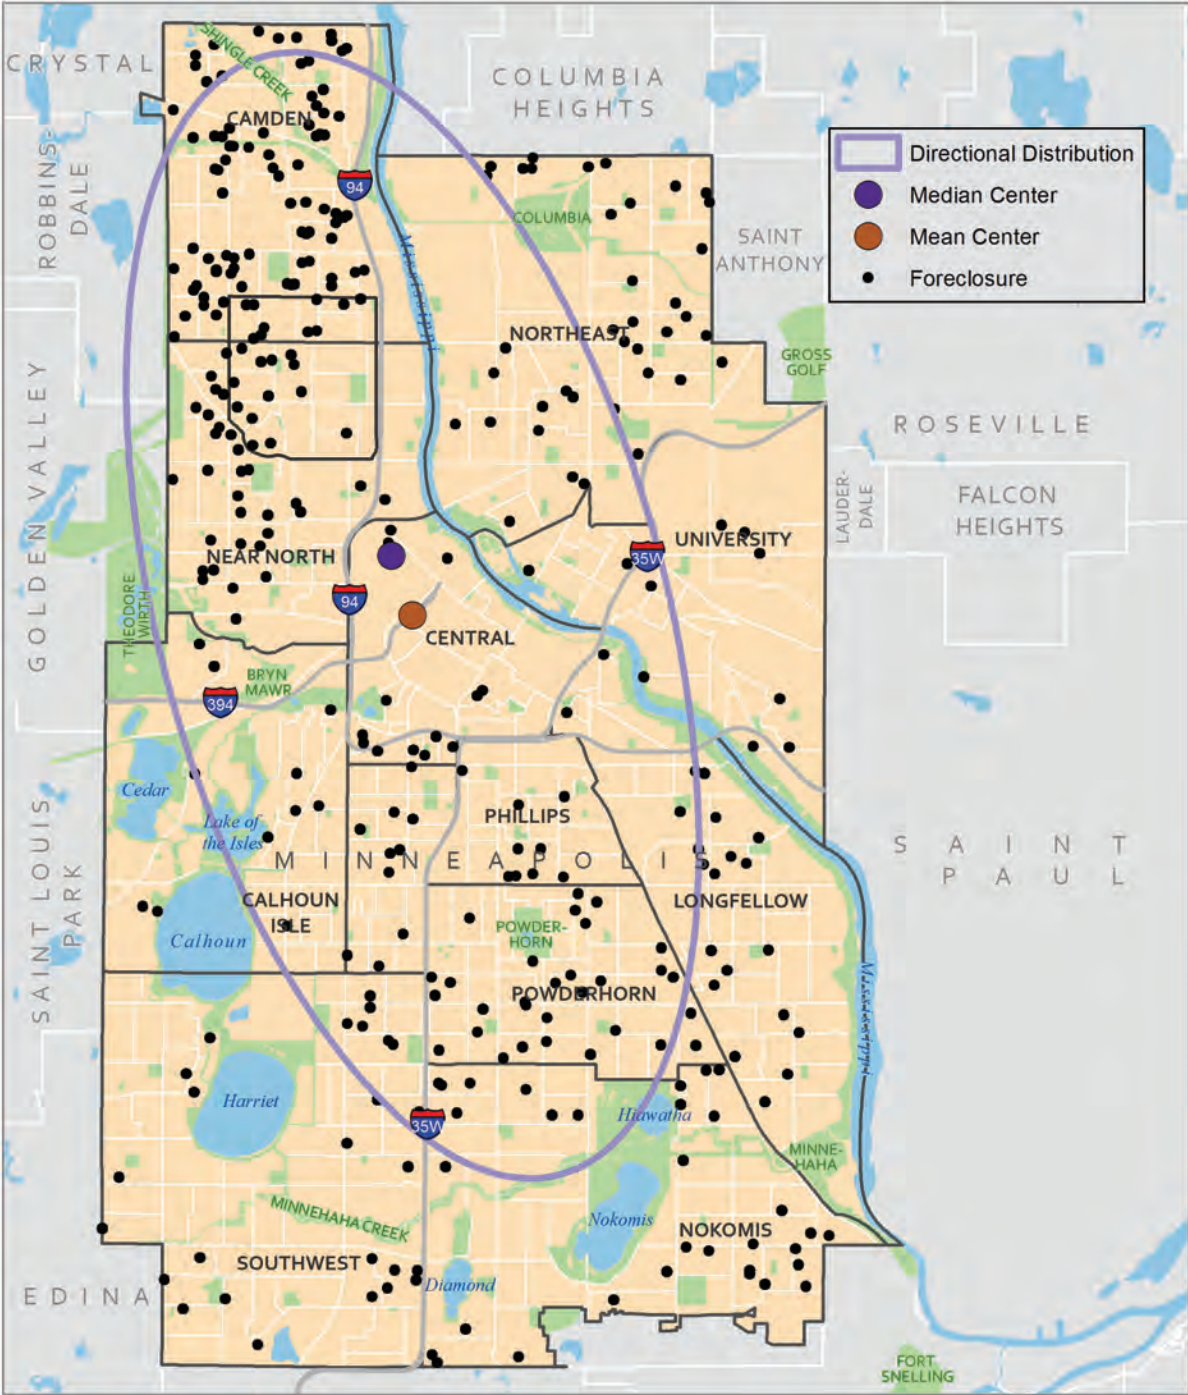 CRYSTAL
SHINGLE CREEK
COLUMBIA
HEIGHTS
CAMDEN
ROBBINS-
DALE
94
Directional Distribution
Median Center
Mean Center
Foreclosure
COLUMBIA
SAINT
ANTHONY
Mississippi
NORTHEAST
GROSS
GOLF
GOLDEN VALLEY
ROSEVILLE
LAUDER-
DALE
FALCON
HEIGHTS
UNIVERSITY
35W
NEAR NORTH
THEODORE
WIRTH
94
CENTRAL
BRYN
MAWR
394
Cedar
Lake of
the Isles
PHILLIPS
MINNEAPOLIS
SAINT
PAUL
SAINT LOUIS
PARK
CALHOUN
ISLE
LONGFELLOW
Calhoun
POWDER-
HORN
POWDERHORN
Mississippi
Harriet
35W
Hiawatha
MINNE-
HAHA
MINNEHAHA CREEK
Nokomis
NOKOMIS
SOUTHWEST
Diamond
EDINA
FORT
SNELLING